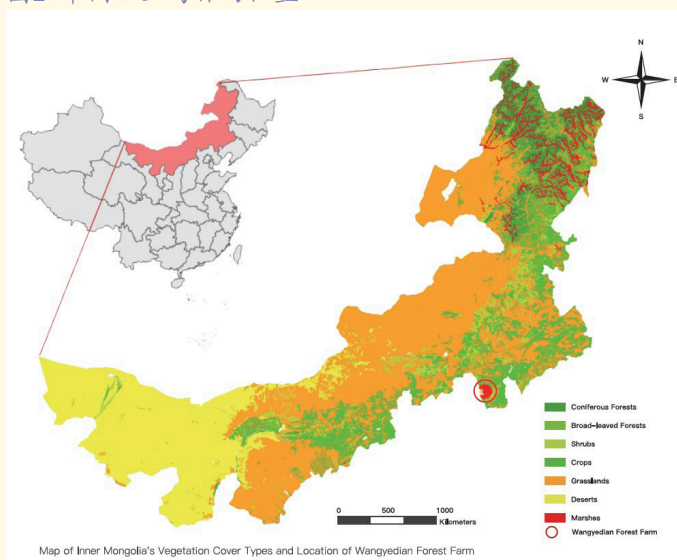 N
W
E
S
Coniferous Forests
Broad-leaved Forests
Shrubs
Crops
Grasslands
Deserts
Marshes
Wangyedian Forest Farm
0 500 1000
Kilometers
Map of Inner Mongolia's Vegetation Cover Types and Location of Wangyedian Forest Farm